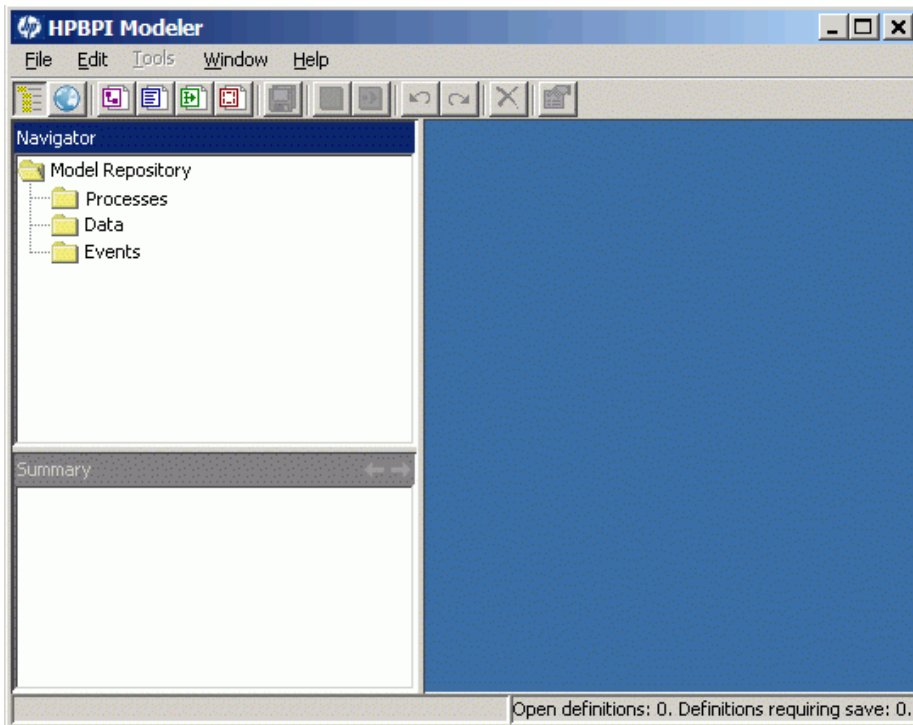 HPBPI Modeler
File Edit Tools Window Help
Navigator
Model Repository
Processes
Data
Events
Summary
Open definitions: 0. Definitions requiring save: 0.